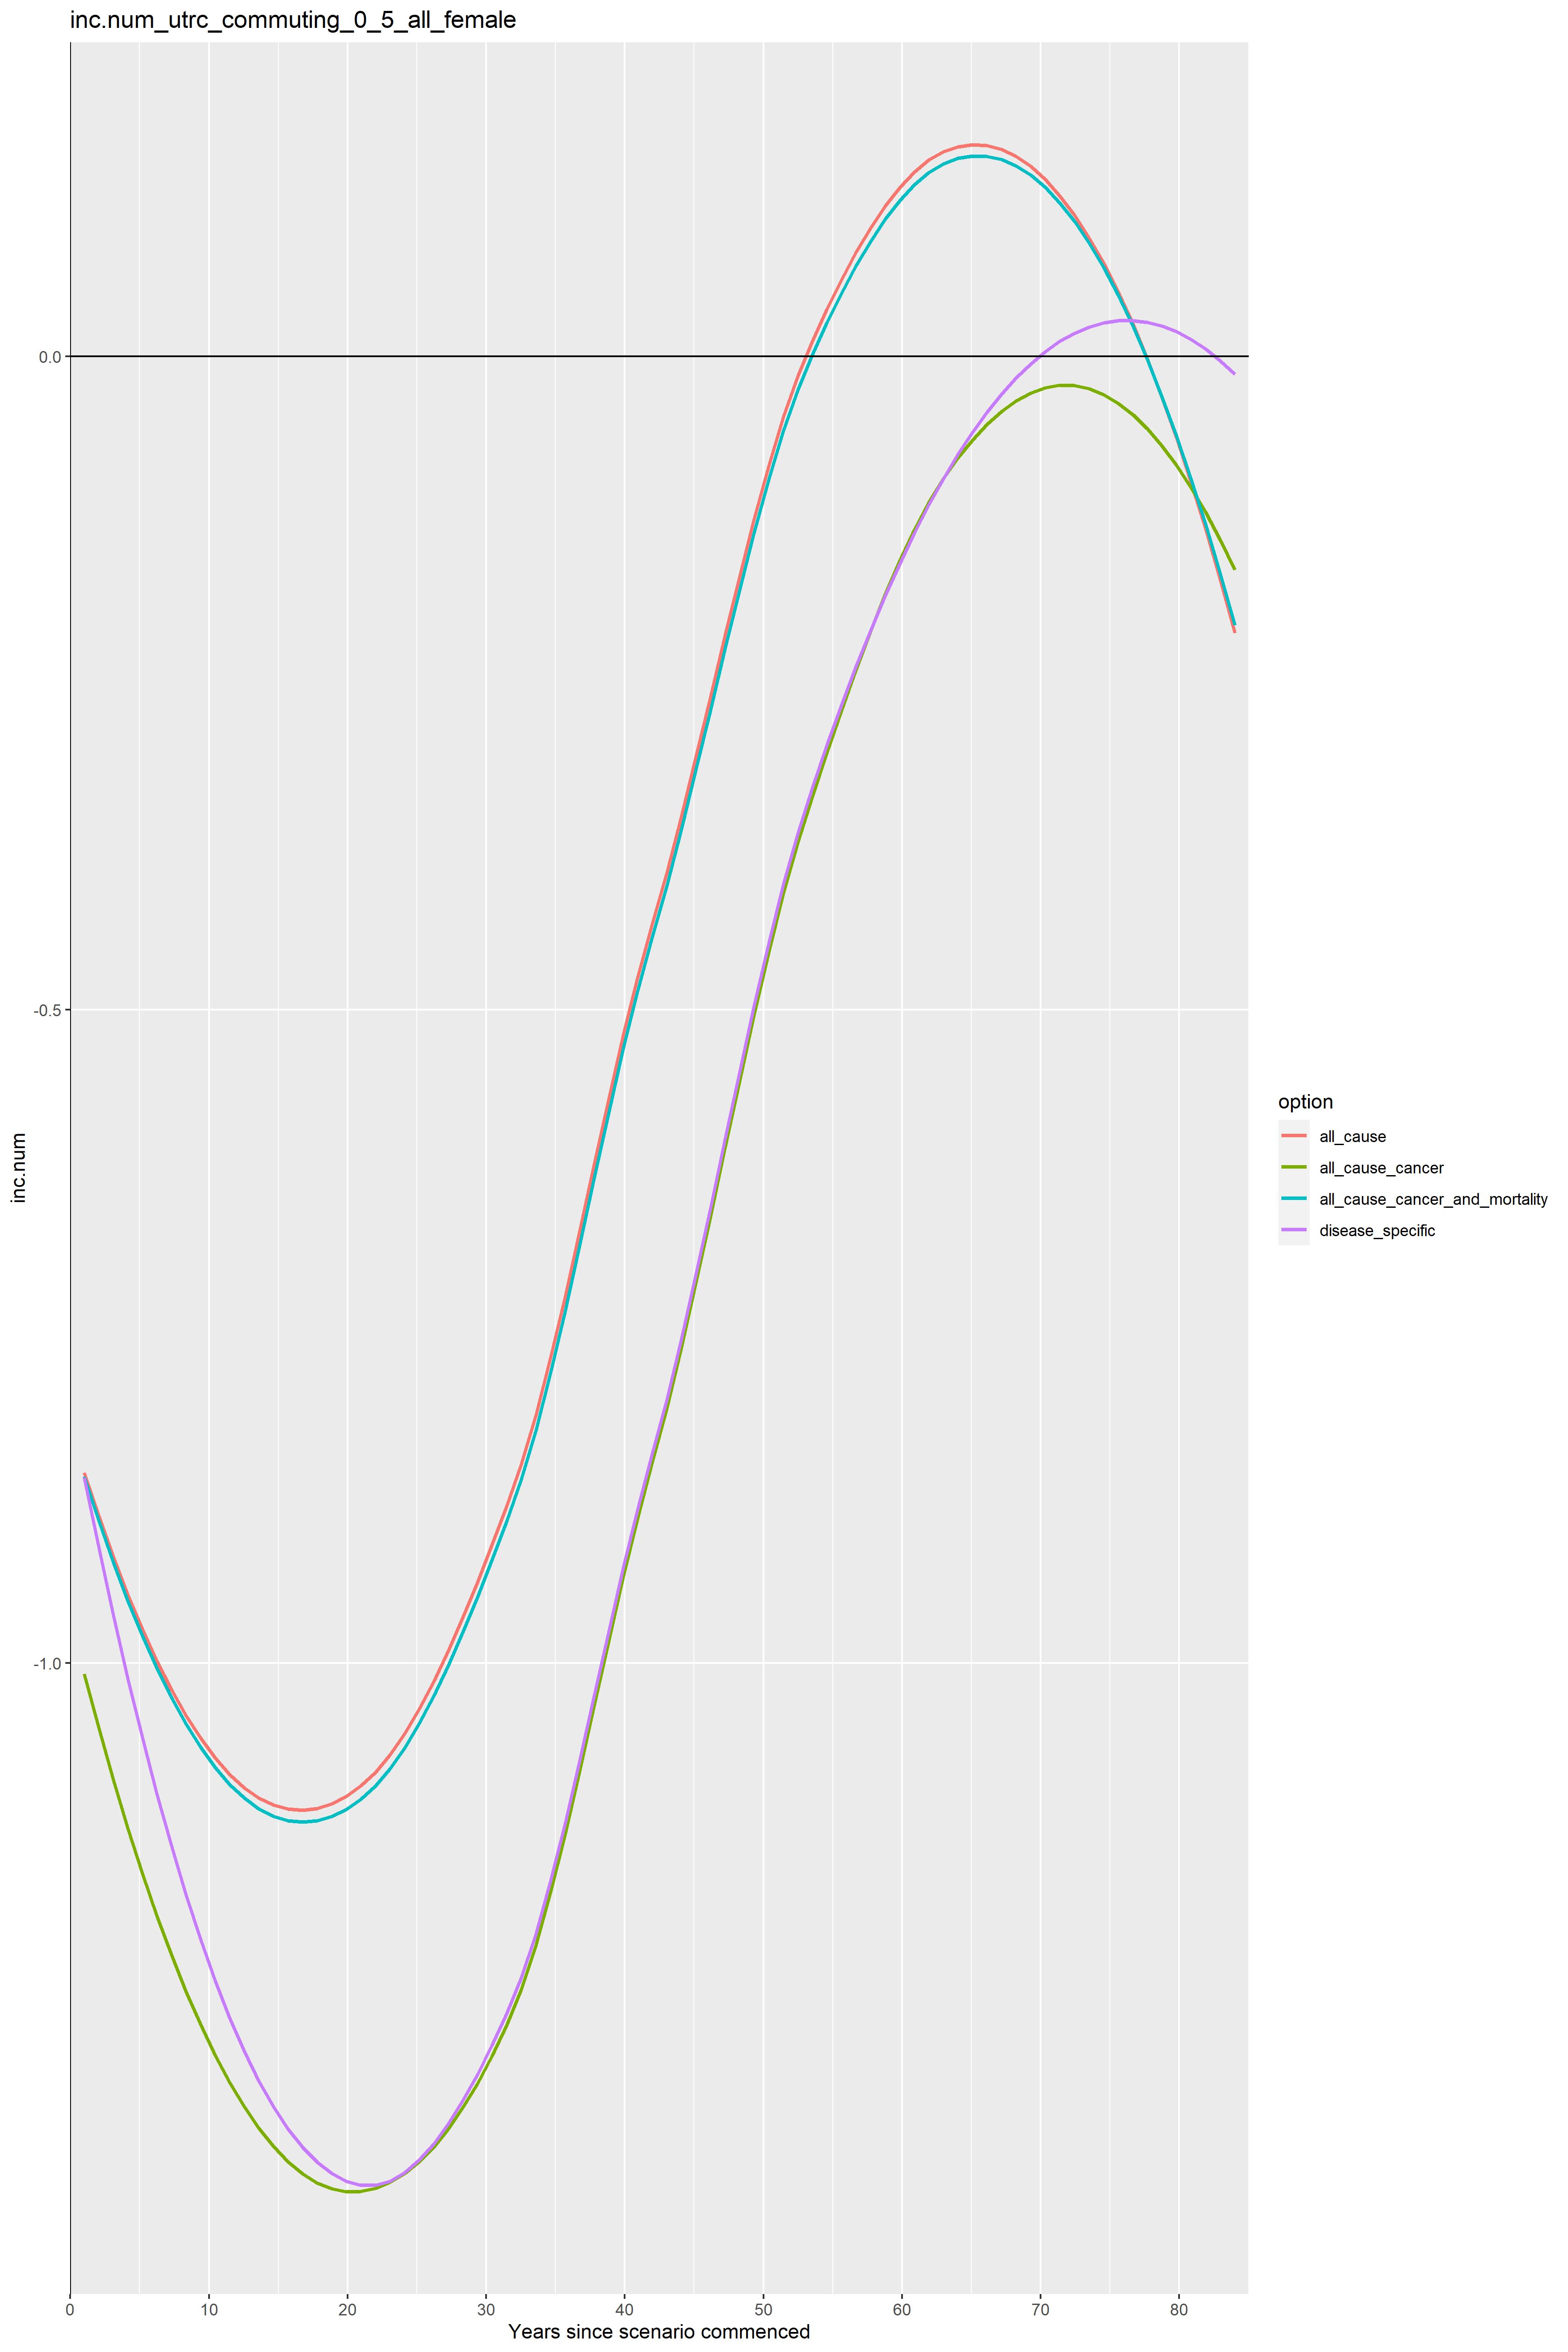 inc.num_utrc_commuting_0_5_all_female
0.0
-0.5
-1.0
inc.num
0 10 20 30 40 50 60 70 80
Years since scenario commenced
option
all_cause
all_cause_cancer
all_cause_cancer_and_mortality
disease_specific